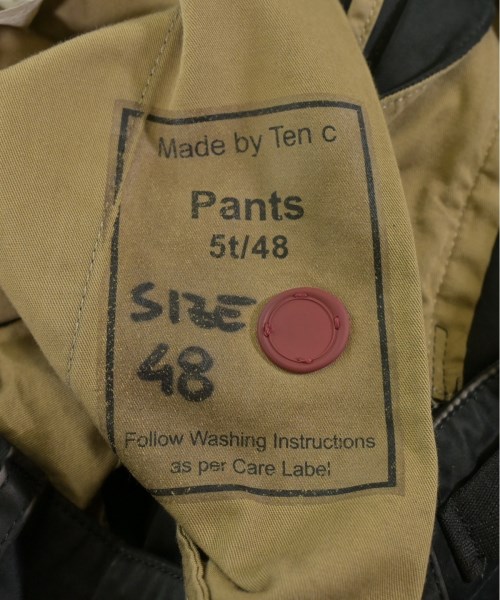 Made by Ten c
Pants
5t/48
SIZE
48
Follow Washing Instructions
as per Care Label